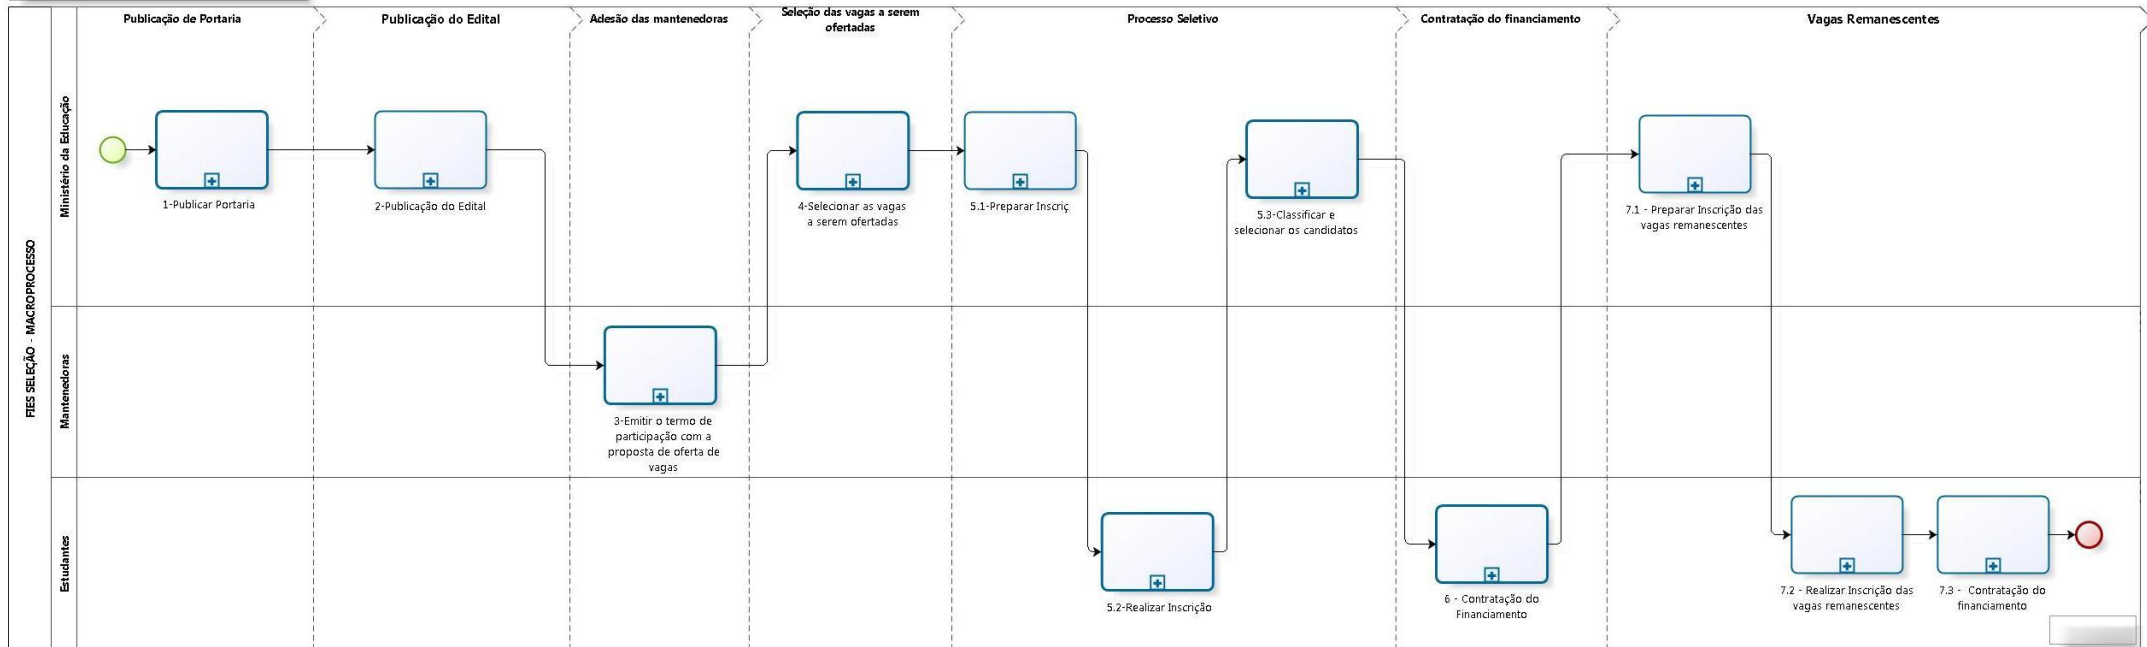 Publicação de Portaria
Publicação do Edital
Adesão das mantenedoras
Seleção das vagas a serem
ofertadas
Processo Seletivo
Contratação do financiamento
Vagas Remanescentes
FIES SELEÇÃO - MACROPROCESSO
Ministério da Educação
1-Publicar Portaria
2-Publicação do Edital
4-Selecionar as vagas
a serem ofertadas
5.1-Preparar Inscriç
5.3-Classificar e
selecionar os candidatos
7.1 - Preparar Inscrição das
vagas remanescentes
Mantenedoras
3-Emitir o termo de
participação com a
proposta de oferta de
vagas
Estudantes
5.2-Realizar Inscrição
6 - Contratação do
Financiamento
7.2 - Realizar Inscrição das
vagas remanescentes
7.3 - Contratação do
financiamento